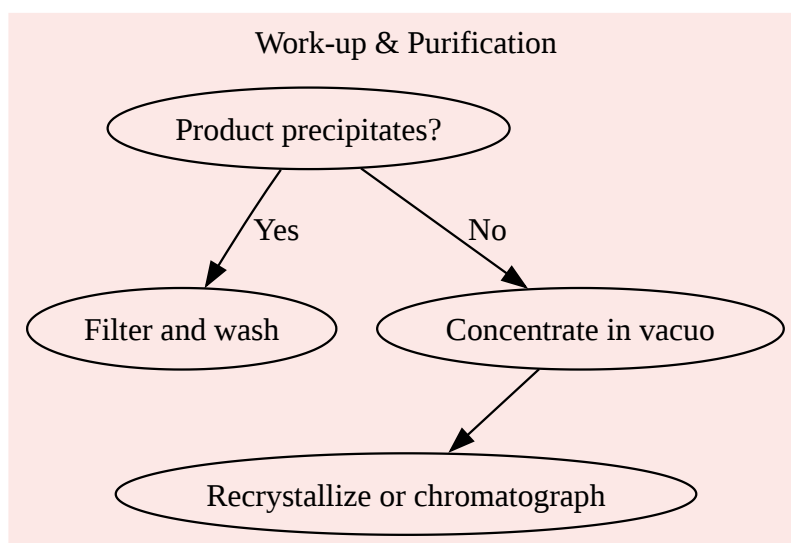 Work-up & Purification
Product precipitates?
Yes
No
Filter and wash
Concentrate in vacuo
Recrystallize or chromatograph